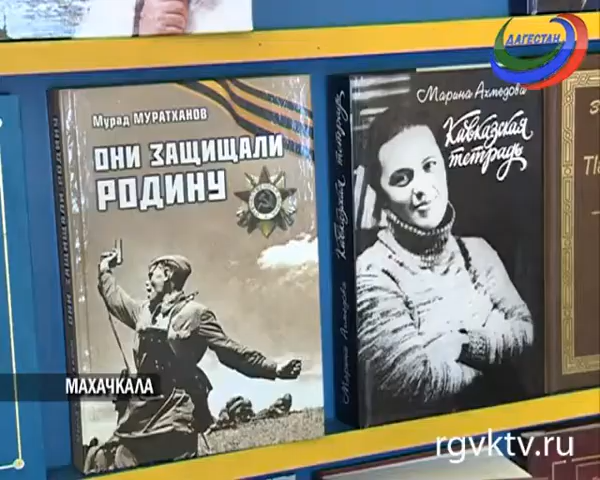 ДАГЕСТАН
Мурад МУРАТХАНОВ
ОНИ ЗАЩИЩАЛИ
РОДИНУ
ОНИ ЗАЩИЩАЛИ РОДИНУ
Марина Ахмедова
Кавказская
тетрадь
Марина Ахмедова Кавказская тетрадь
МАХАЧКАЛА
rgvktv.ru